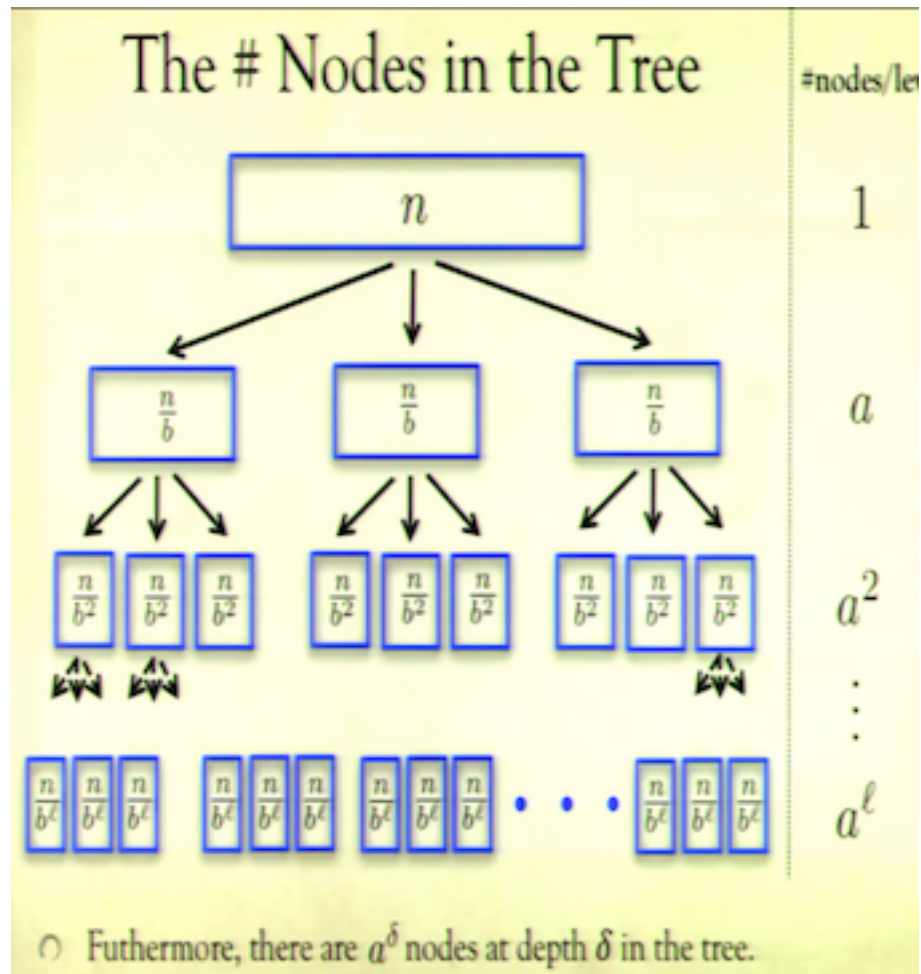 The # Nodes in the Tree
#nodes/lev
n
1
n/b n/b n/b
a
n/b² n/b² n/b² n/b² n/b² n/b² n/b² n/b² n/b²
a²
⋮
n/b^ℓ n/b^ℓ n/b^ℓ n/b^ℓ n/b^ℓ n/b^ℓ n/b^ℓ n/b^ℓ n/b^ℓ • • • n/b^ℓ n/b^ℓ n/b^ℓ
a^ℓ
Futhermore, there are a^δ nodes at depth δ in the tree.